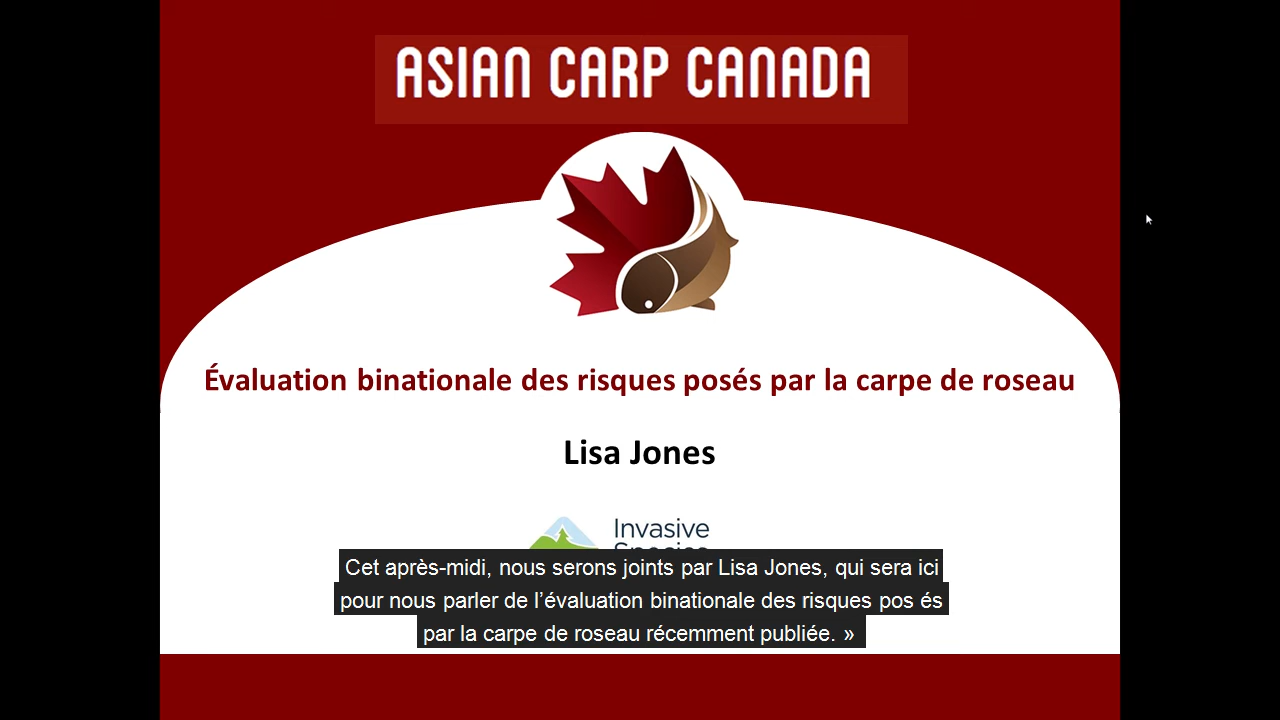 ASIAN CARP CANADA
Évaluation binationale des risques posés par la carpe de roseau
Lisa Jones
Invasive
Species
Cet après-midi, nous serons joints par Lisa Jones, qui sera ici
pour nous parler de l’évaluation binationale des risques pos és
par la carpe de roseau récemment publiée. »